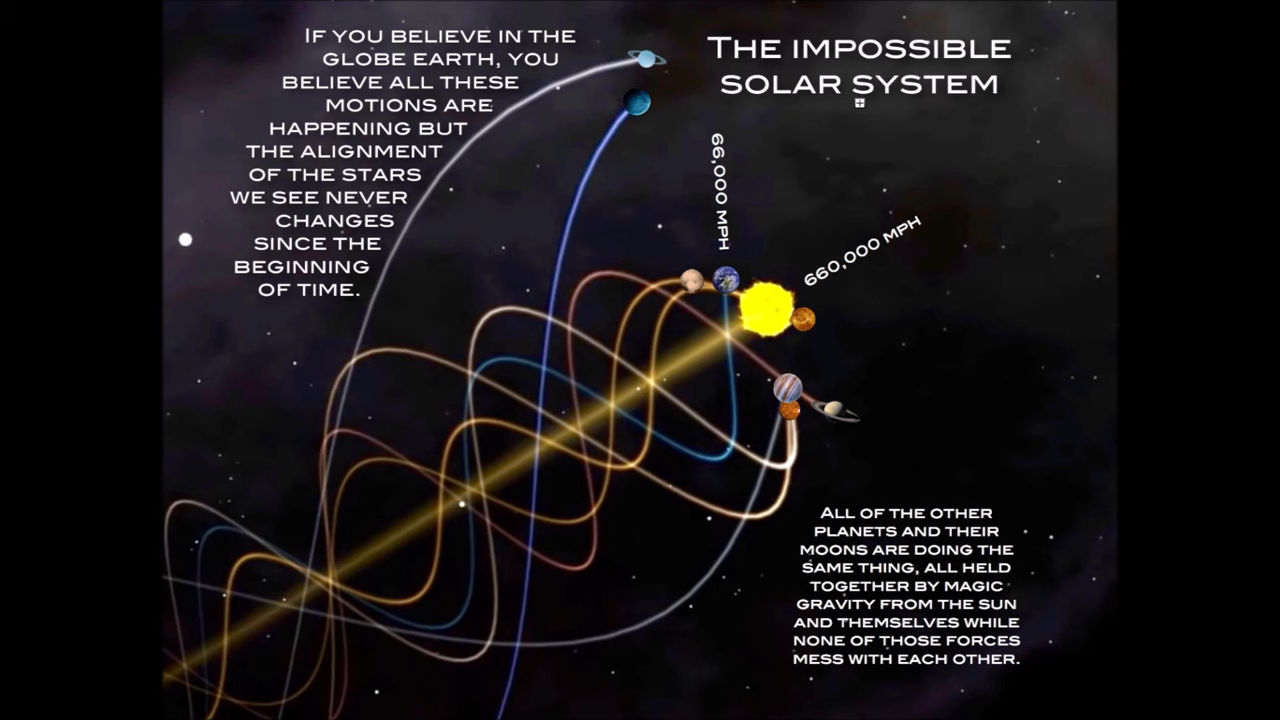 If you believe in the
globe Earth, you
believe all these
motions are
happening but
the alignment
of the stars
we see never
changes
since the
beginning
of time.
The impossible
solar system
66,000 mph
660,000 mph
All of the other
planets and their
moons are doing the
same thing, all held
together by magic
gravity from the sun
and themselves while
none of those forces
mess with each other.